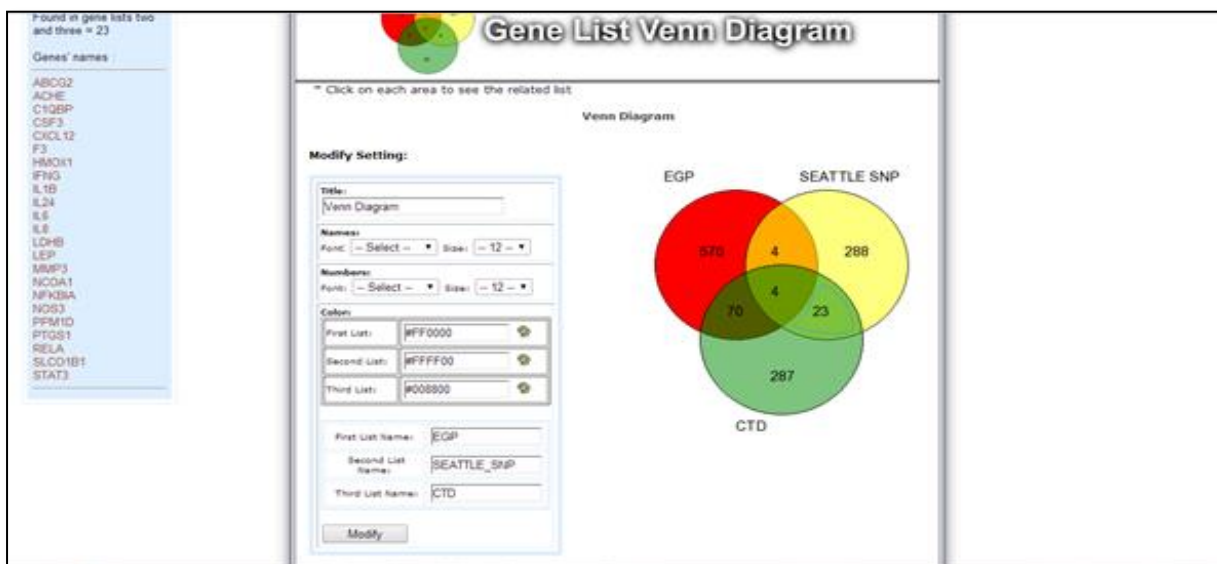 Found in gene lists two
and three = 23
Genes' names :
ABCG2
ACHE
C1QBP
CSF3
CXCL12
F3
HMOX1
IFNG
IL1B
IL24
IL6
IL8
LDHB
LEP
MMP3
NCOA1
NFKBIA
NOS3
PPM1D
PTGS1
RELA
SLCO1B1
STAT3
Gene List Venn Diagram
* Click on each area to see the related list
Venn Diagram
Modify Setting:
Title:
Venn Diagram
Names:
Font: -- Select -- Size: -- 12 --
Numbers:
Font: -- Select -- Size: -- 12 --
Color:
First List: #FF0000
Second List: #FFFF00
Third List: #008800
First List Name: EGP
Second List
Name: SEATTLE_SNP
Third List Name: CTD
Modify
EGP SEATTLE SNP
570 4 288
4
70 23
287
CTD